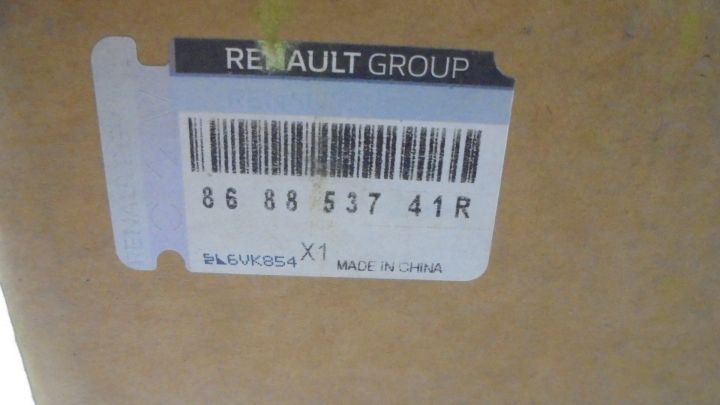 RENAULT GROUP
86 88 537 41R
6VK854 X1 MADE IN CHINA